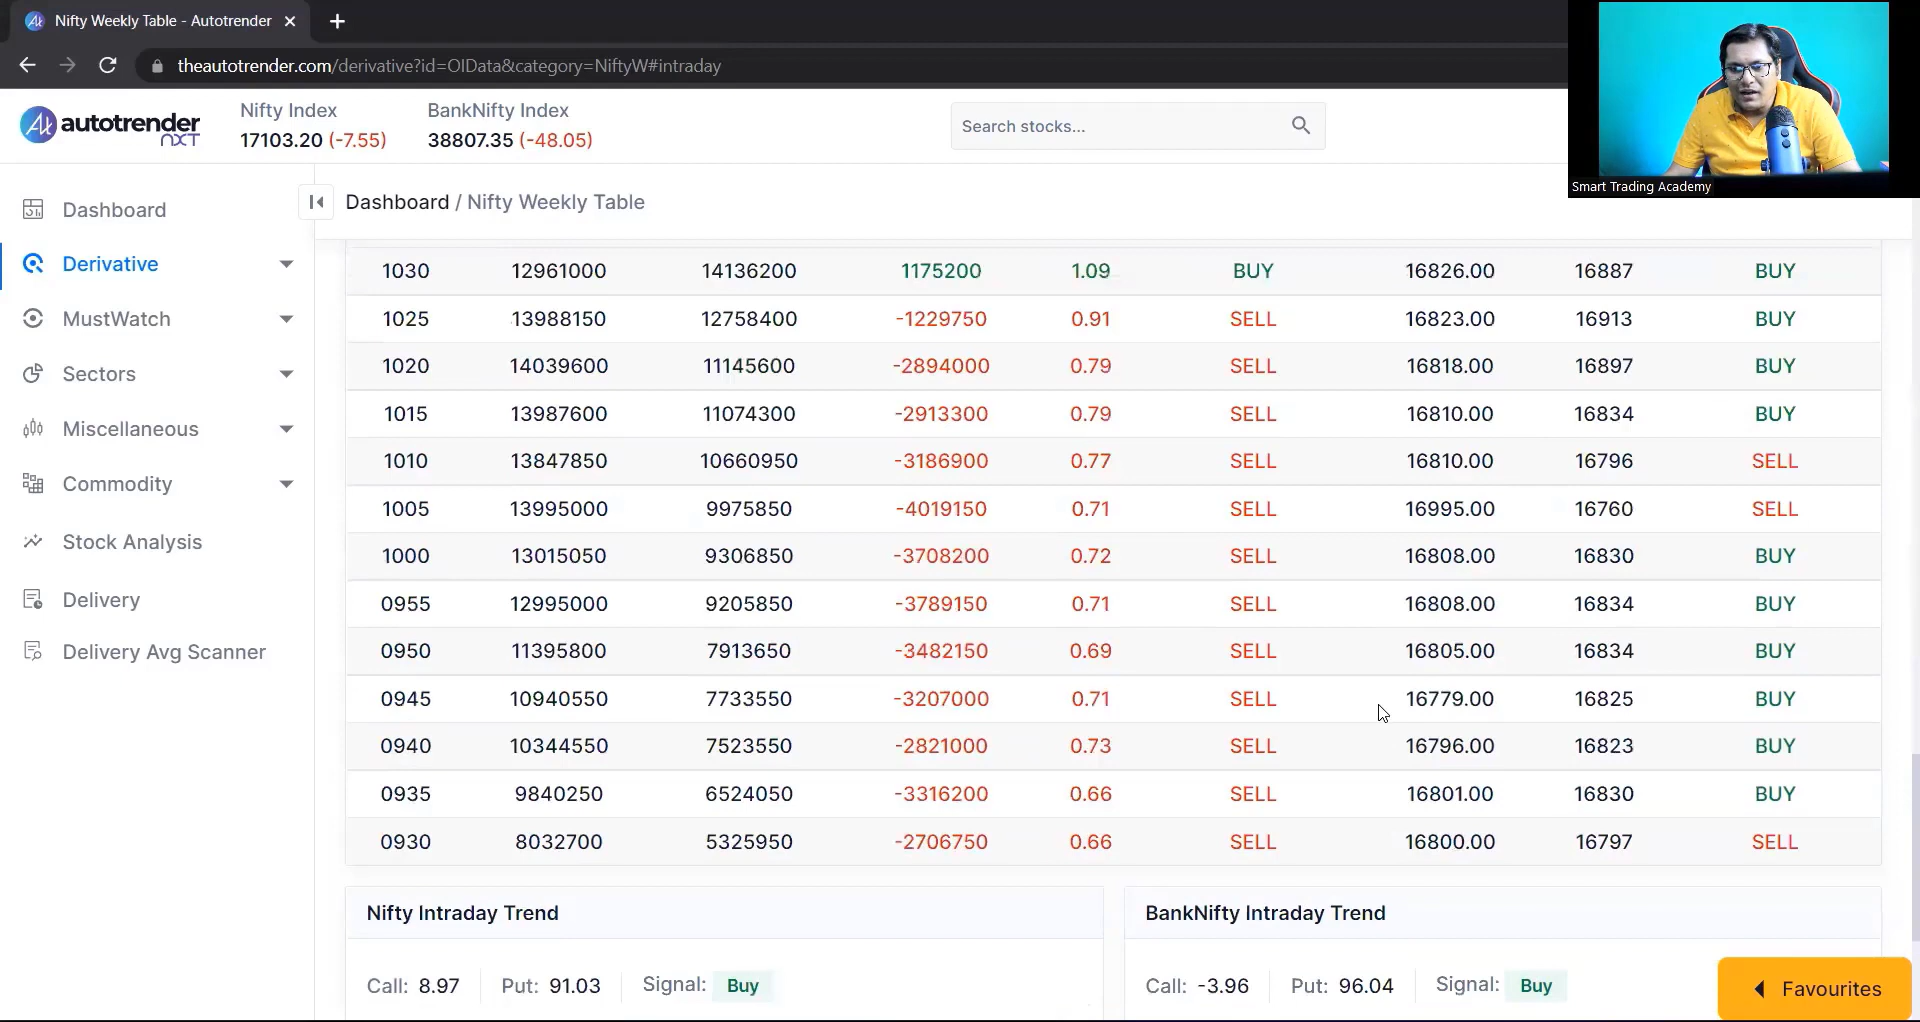 Nifty Weekly Table - Autotrender
theautotrender.com/derivative?id=OIData&category=NiftyW#intraday
autotrender
nxt
Nifty Index
17103.20 (-7.55)
BankNifty Index
38807.35 (-48.05)
Search stocks...
Smart Trading Academy
Dashboard / Nifty Weekly Table
Dashboard
Derivative
MustWatch
Sectors
Miscellaneous
Commodity
Stock Analysis
Delivery
Delivery Avg Scanner
1030 12961000 14136200 1175200 1.09 BUY 16826.00 16887 BUY
1025 13988150 12758400 -1229750 0.91 SELL 16823.00 16913 BUY
1020 14039600 11145600 -2894000 0.79 SELL 16818.00 16897 BUY
1015 13987600 11074300 -2913300 0.79 SELL 16810.00 16834 BUY
1010 13847850 10660950 -3186900 0.77 SELL 16810.00 16796 SELL
1005 13995000 9975850 -4019150 0.71 SELL 16995.00 16760 SELL
1000 13015050 9306850 -3708200 0.72 SELL 16808.00 16830 BUY
0955 12995000 9205850 -3789150 0.71 SELL 16808.00 16834 BUY
0950 11395800 7913650 -3482150 0.69 SELL 16805.00 16834 BUY
0945 10940550 7733550 -3207000 0.71 SELL 16779.00 16825 BUY
0940 10344550 7523550 -2821000 0.73 SELL 16796.00 16823 BUY
0935 9840250 6524050 -3316200 0.66 SELL 16801.00 16830 BUY
0930 8032700 5325950 -2706750 0.66 SELL 16800.00 16797 SELL
Nifty Intraday Trend
Call: 8.97 Put: 91.03 Signal: Buy
BankNifty Intraday Trend
Call: -3.96 Put: 96.04 Signal: Buy
Favourites